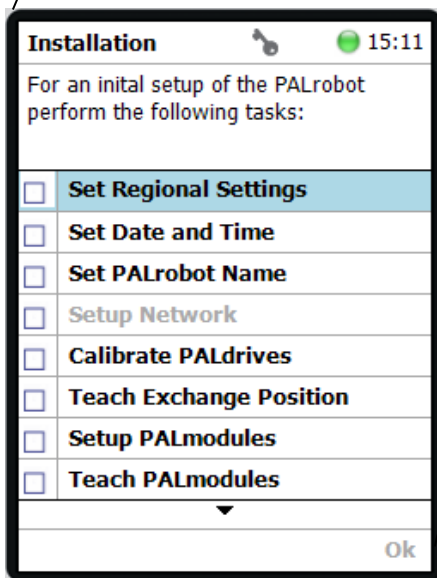 Installation 15:11
For an inital setup of the PALrobot
perform the following tasks:
Set Regional Settings
Set Date and Time
Set PALrobot Name
Setup Network
Calibrate PALdrives
Teach Exchange Position
Setup PALmodules
Teach PALmodules
Ok